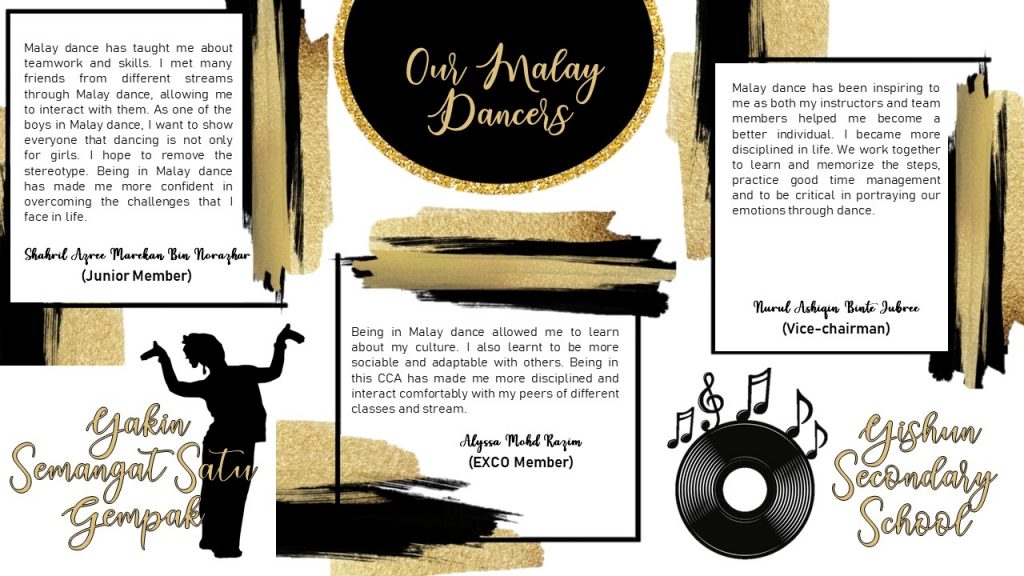 Our Malay
Dancers
Malay dance has taught me about
teamwork and skills. I met many
friends from different streams
through Malay dance, allowing me
to interact with them. As one of the
boys in Malay dance, I want to show
everyone that dancing is not only
for girls. I hope to remove the
stereotype. Being in Malay dance
has made me more confident in
overcoming the challenges that I
face in life.
Shahril Azree Marekan Bin Norazhar
(Junior Member)
Being in Malay dance allowed me to learn
about my culture. I also learnt to be more
sociable and adaptable with others. Being in
this CCA has made me more disciplined and
interact comfortably with my peers of different
classes and stream.
Alyssa Mohd Razim
(EXCO Member)
Malay dance has been inspiring to
me as both my instructors and team
members helped me become a
better individual. I became more
disciplined in life. We work together
to learn and memorize the steps,
practice good time management
and to be critical in portraying our
emotions through dance.
Nurul Ashiqin Binte Jubree
(Vice-chairman)
Yakin
Semangat Satu
Gempak
Yishun
Secondary
School